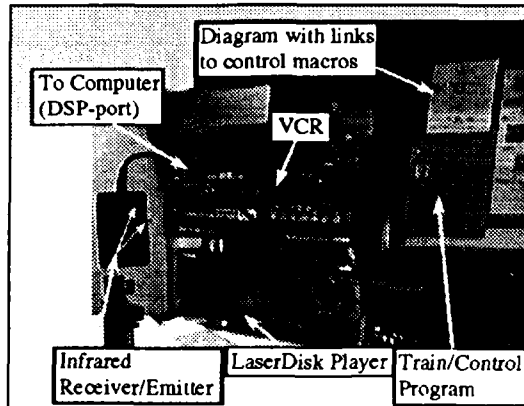 Diagram with links
to control macros
To Computer
(DSP-port)
VCR
Infrared
Receiver/Emitter
LaserDisk Player
Train/Control
Program